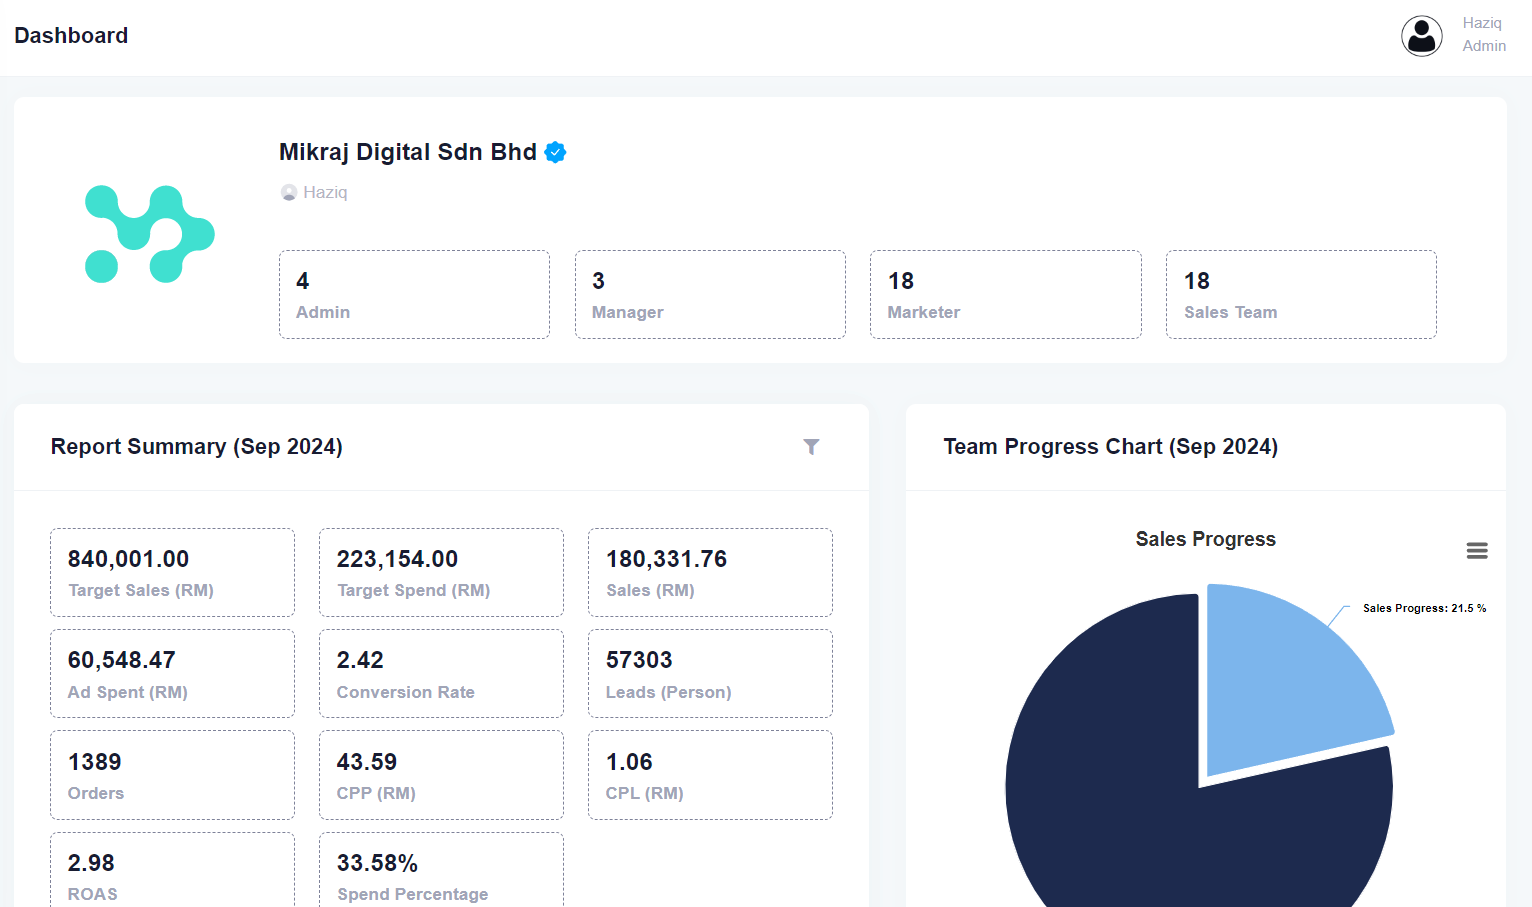 Dashboard
Haziq
Admin
Mikraj Digital Sdn Bhd
Haziq
4
Admin
3
Manager
18
Marketer
18
Sales Team
Report Summary (Sep 2024)
840,001.00
Target Sales (RM)
223,154.00
Target Spend (RM)
180,331.76
Sales (RM)
60,548.47
Ad Spent (RM)
2.42
Conversion Rate
57303
Leads (Person)
1389
Orders
43.59
CPP (RM)
1.06
CPL (RM)
2.98
ROAS
33.58%
Spend Percentage
Team Progress Chart (Sep 2024)
Sales Progress
Sales Progress: 21.5 %